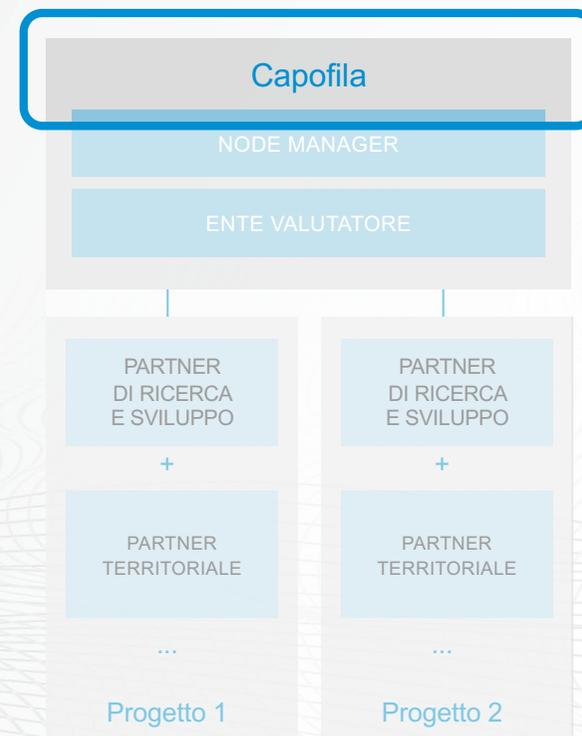 Capofila
NODE MANAGER
ENTE VALUTATORE
PARTNER
DI RICERCA
E SVILUPPO
+
PARTNER
TERRITORIALE
...
Progetto 1
PARTNER
DI RICERCA
E SVILUPPO
+
PARTNER
TERRITORIALE
...
Progetto 2